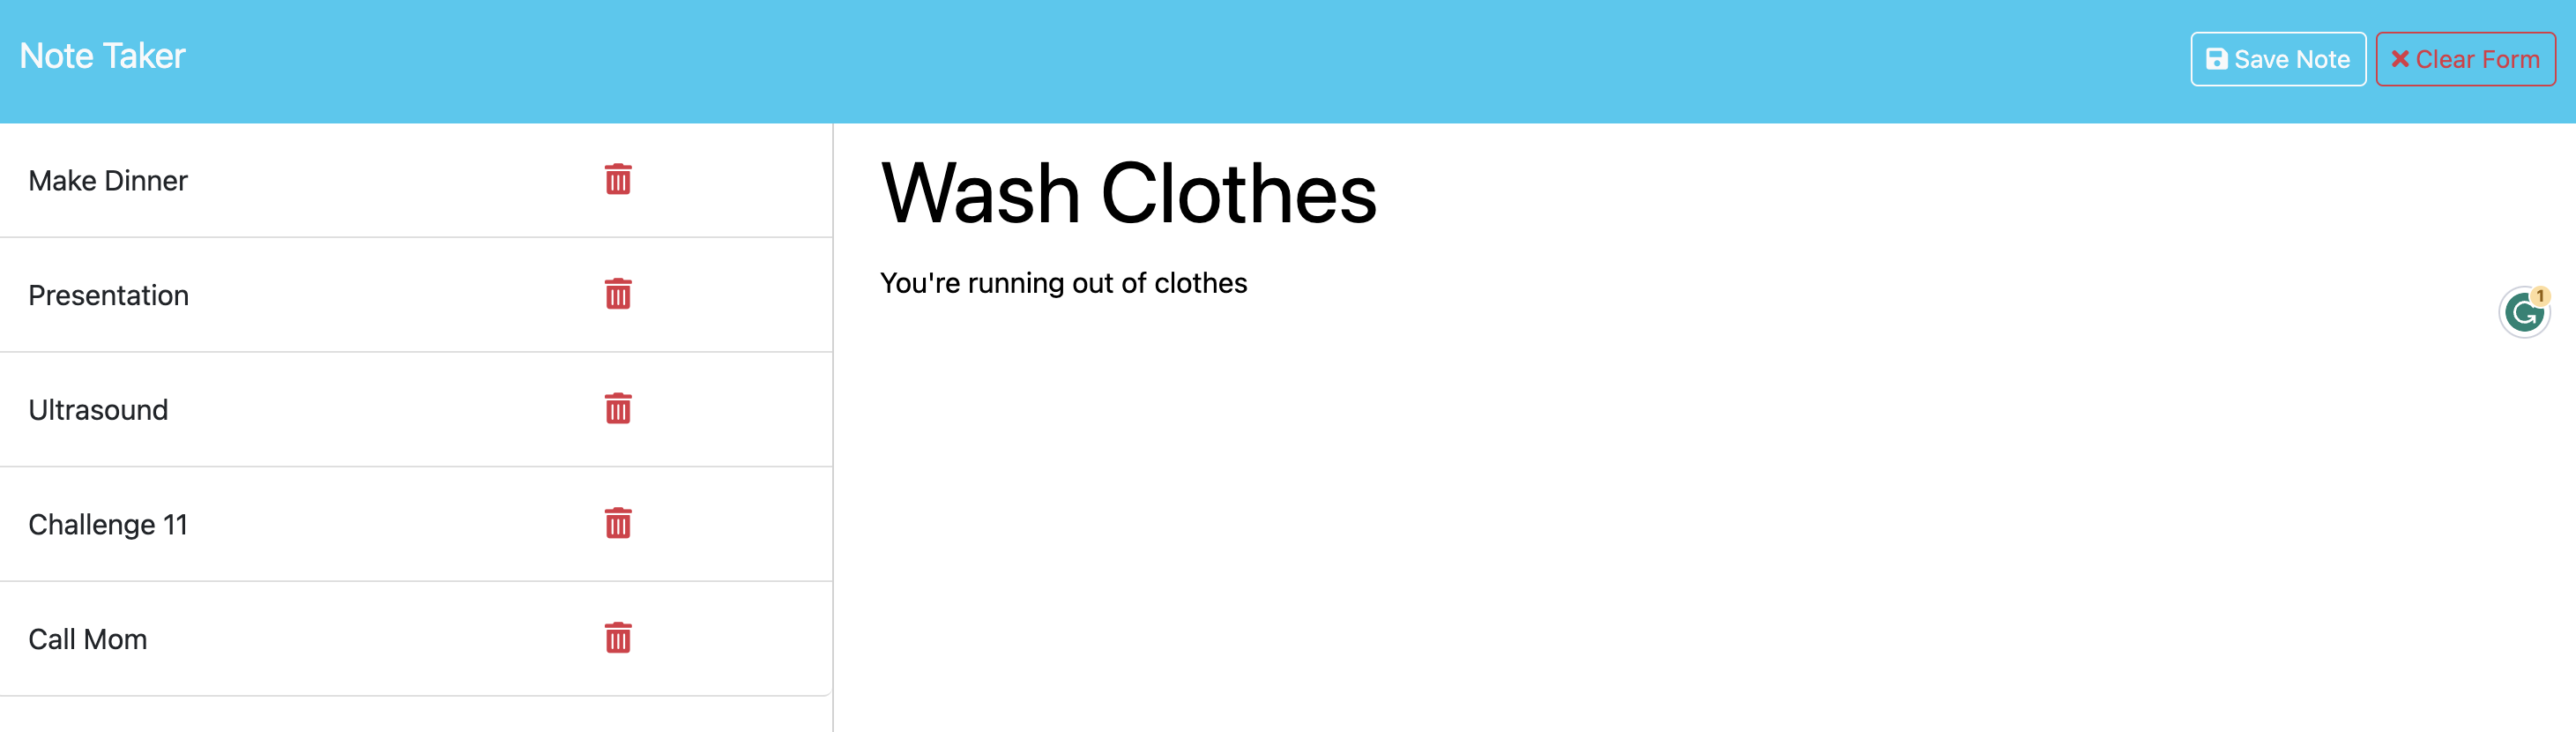 Note Taker
Save Note
Clear Form
Make Dinner
Presentation
Ultrasound
Challenge 11
Call Mom
Wash Clothes
You're running out of clothes
1